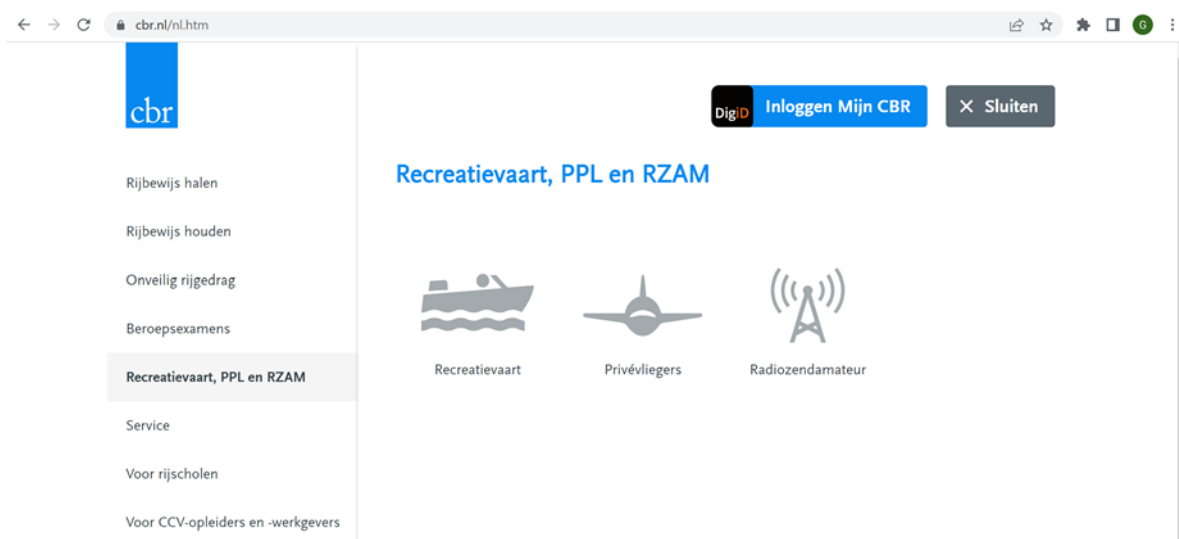 cbr.nl/nl.htm
G
cbr
DigiD Inloggen Mijn CBR
Sluiten
Rijbewijs halen
Rijbewijs houden
Onveilig rijgedrag
Beroepsexamens
Recreatievaart, PPL en RZAM
Service
Voor rijscholen
Voor CCV-opleiders en -werkgevers
Recreatievaart, PPL en RZAM
Recreatievaart
Privévliegers
Radiozendamateur